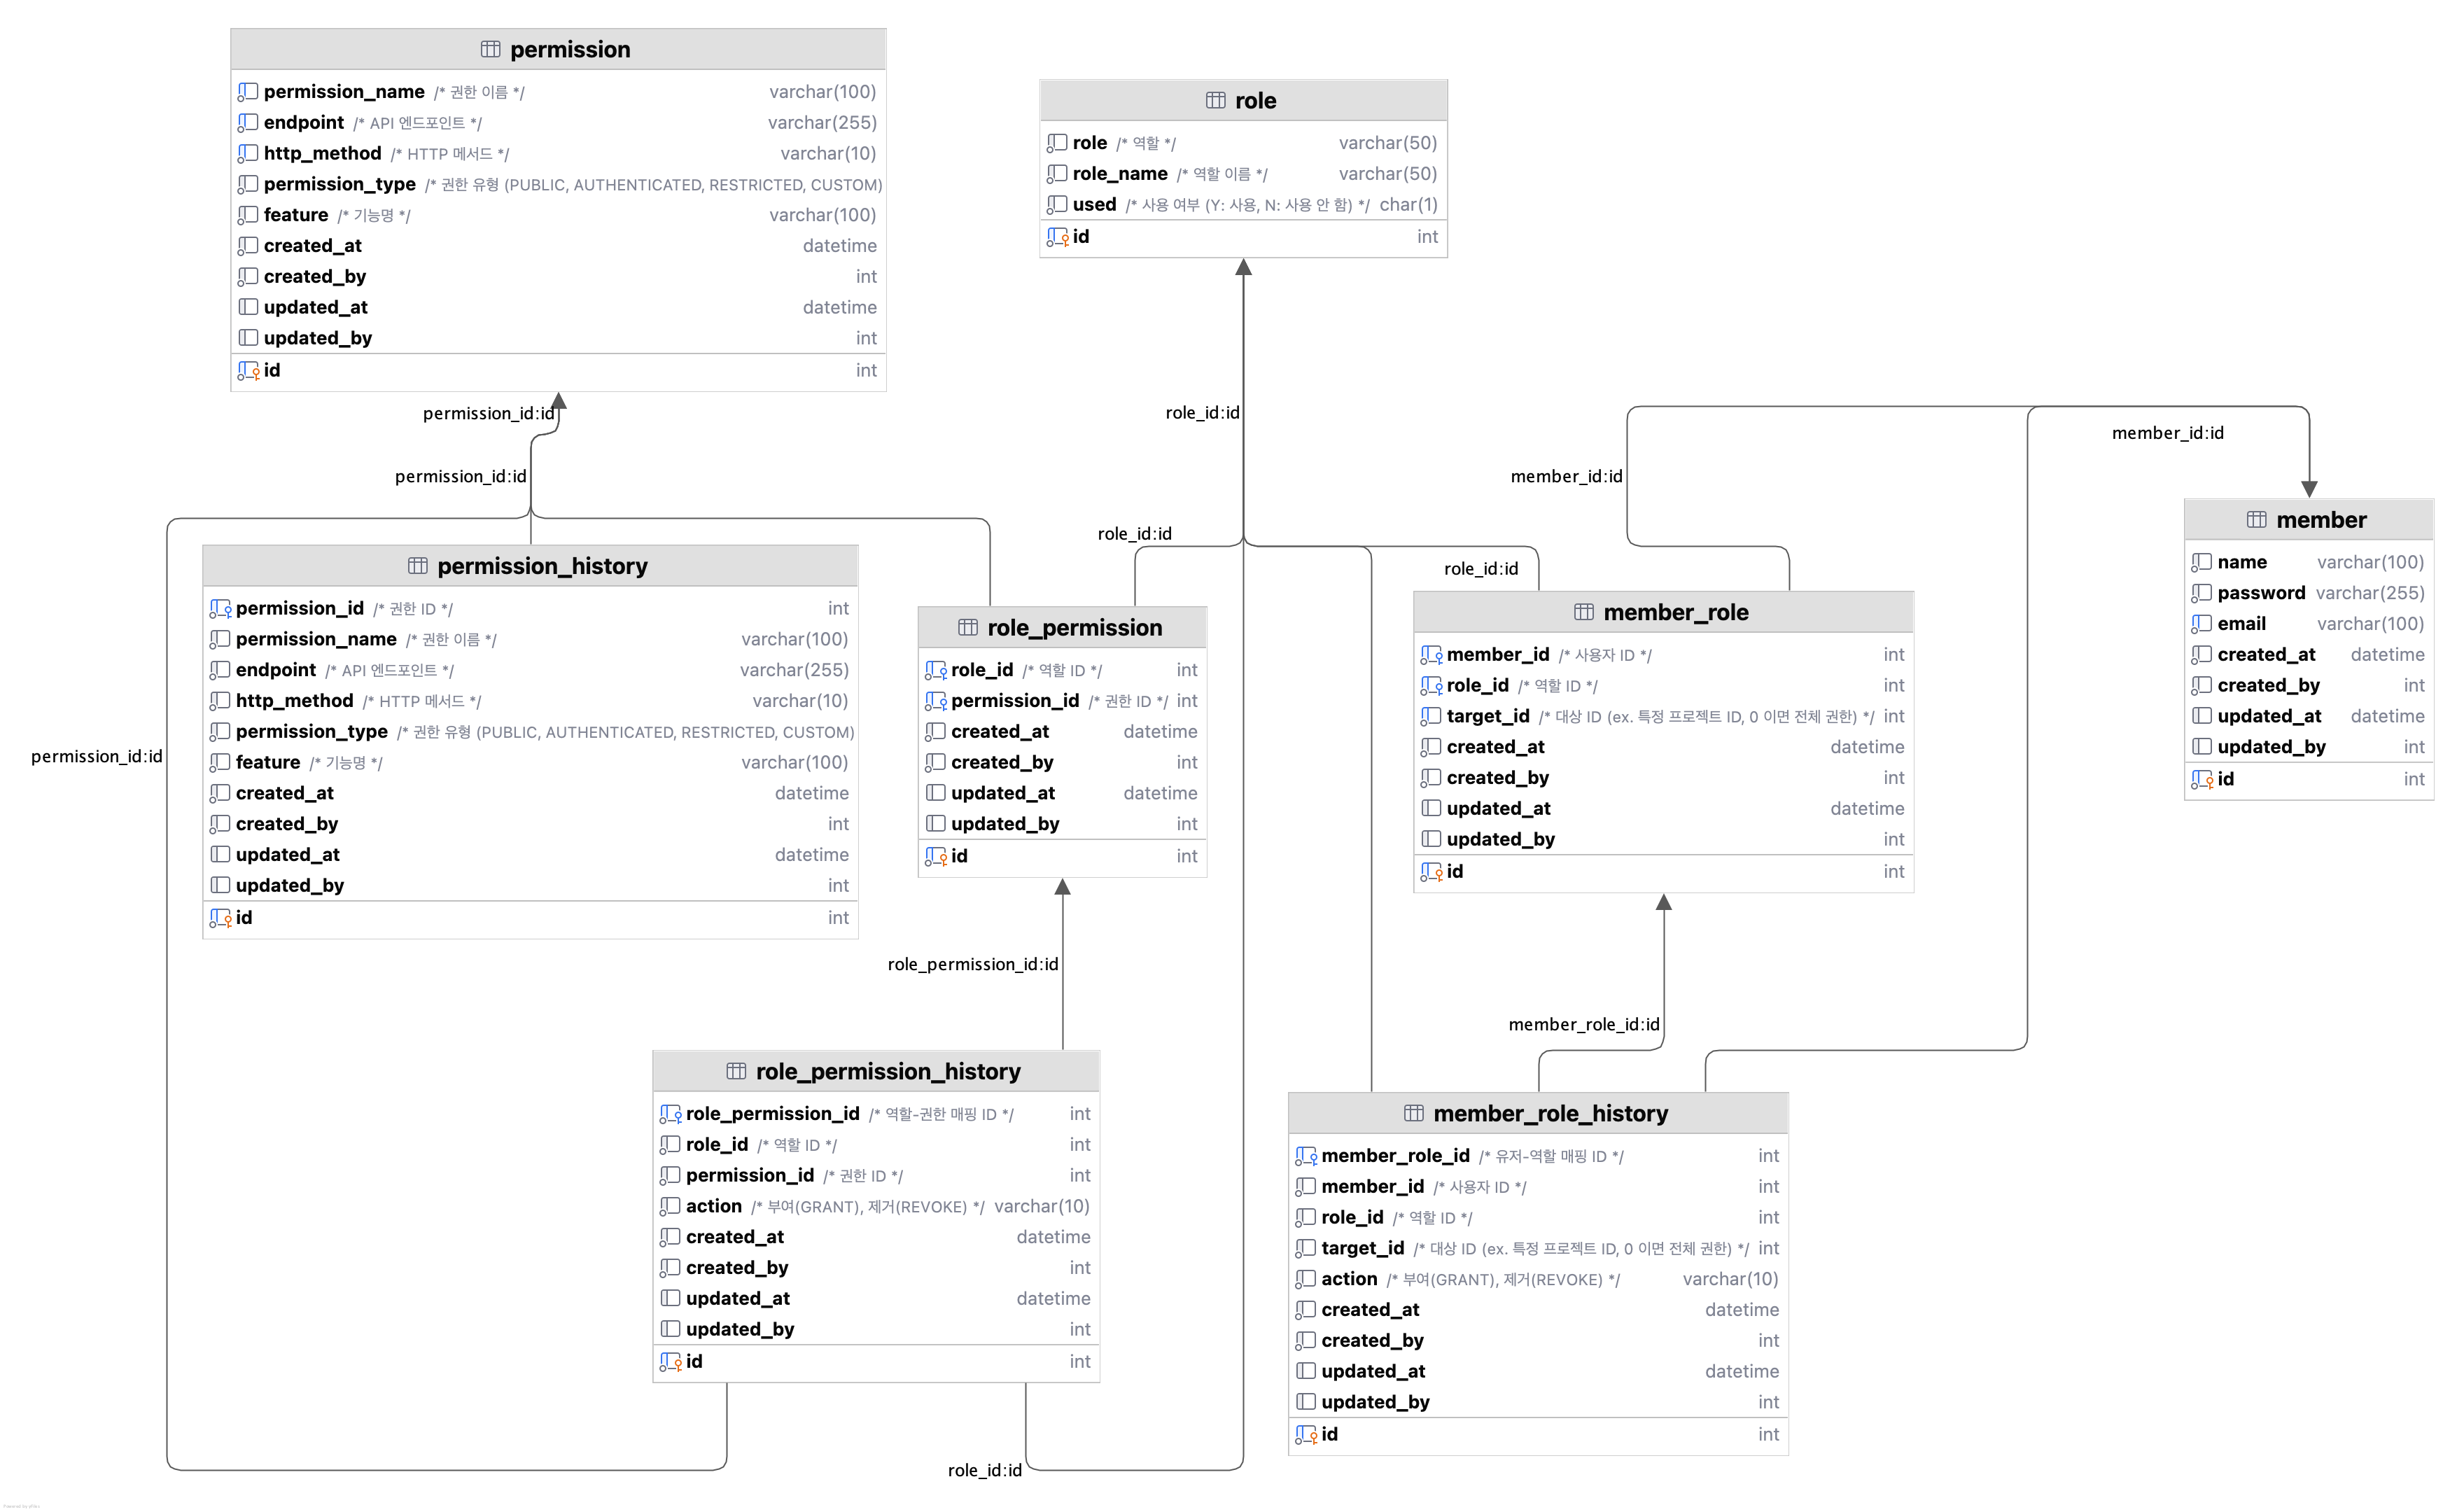 permission
permission_name /* 권한 이름 */ varchar(100)
endpoint /* API 엔드포인트 */ varchar(255)
http_method /* HTTP 메서드 */ varchar(10)
permission_type /* 권한 유형 (PUBLIC, AUTHENTICATED, RESTRICTED, CUSTOM)
feature /* 기능명 */ varchar(100)
created_at datetime
created_by int
updated_at datetime
updated_by int
id int
role
role /* 역할 */ varchar(50)
role_name /* 역할 이름 */ varchar(50)
used /* 사용 여부 (Y: 사용, N: 사용 안 함) */ char(1)
id int
permission_id:id
role_id:id
member_id:id
permission_id:id
member_id:id
role_id:id
role_id:id
permission_id:id
member
name varchar(100)
password varchar(255)
email varchar(100)
created_at datetime
created_by int
updated_at datetime
updated_by int
id int
permission_history
permission_id /* 권한 ID */ int
permission_name /* 권한 이름 */ varchar(100)
endpoint /* API 엔드포인트 */ varchar(255)
http_method /* HTTP 메서드 */ varchar(10)
permission_type /* 권한 유형 (PUBLIC, AUTHENTICATED, RESTRICTED, CUSTOM)
feature /* 기능명 */ varchar(100)
created_at datetime
created_by int
updated_at datetime
updated_by int
id int
role_permission
role_id /* 역할 ID */ int
permission_id /* 권한 ID */ int
created_at datetime
created_by int
updated_at datetime
updated_by int
id int
member_role
member_id /* 사용자 ID */ int
role_id /* 역할 ID */ int
target_id /* 대상 ID (ex. 특정 프로젝트 ID, 0 이면 전체 권한) */ int
created_at datetime
created_by int
updated_at datetime
updated_by int
id int
role_permission_id:id
member_role_id:id
role_permission_history
role_permission_id /* 역할-권한 매핑 ID */ int
role_id /* 역할 ID */ int
permission_id /* 권한 ID */ int
action /* 부여(GRANT), 제거(REVOKE) */ varchar(10)
created_at datetime
created_by int
updated_at datetime
updated_by int
id int
member_role_history
member_role_id /* 유저-역할 매핑 ID */ int
member_id /* 사용자 ID */ int
role_id /* 역할 ID */ int
target_id /* 대상 ID (ex. 특정 프로젝트 ID, 0 이면 전체 권한) */ int
action /* 부여(GRANT), 제거(REVOKE) */ varchar(10)
created_at datetime
created_by int
updated_at datetime
updated_by int
id int
role_id:id